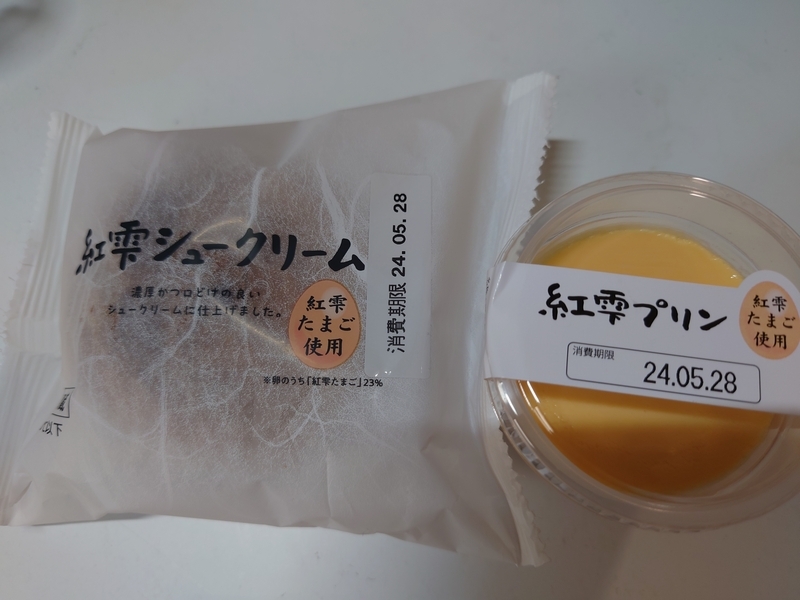 紅雫シュークリーム
濃厚かつ口どけの良い
シュークリームに仕上げました。
紅雫
たまご
使用
※卵のうち「紅雫たまご」23%
消費期限 24.05.28
以下
紅雫プリン
紅雫
たまご
使用
消費期限
24.05.28